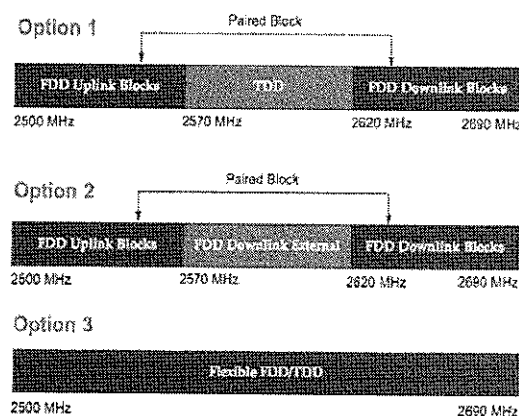 Option 1
Paired Block
FDD Uplink Blocks TDD FDD Downlink Blocks
2500 MHz 2570 MHz 2620 MHz 2690 MHz
Option 2
Paired Block
FDD Uplink Blocks FDD Downlink External FDD Downlink Blocks
2500 MHz 2570 MHz 2620 MHz 2690 MHz
Option 3
Flexible FDD/TDD
2500 MHz 2690 MHz